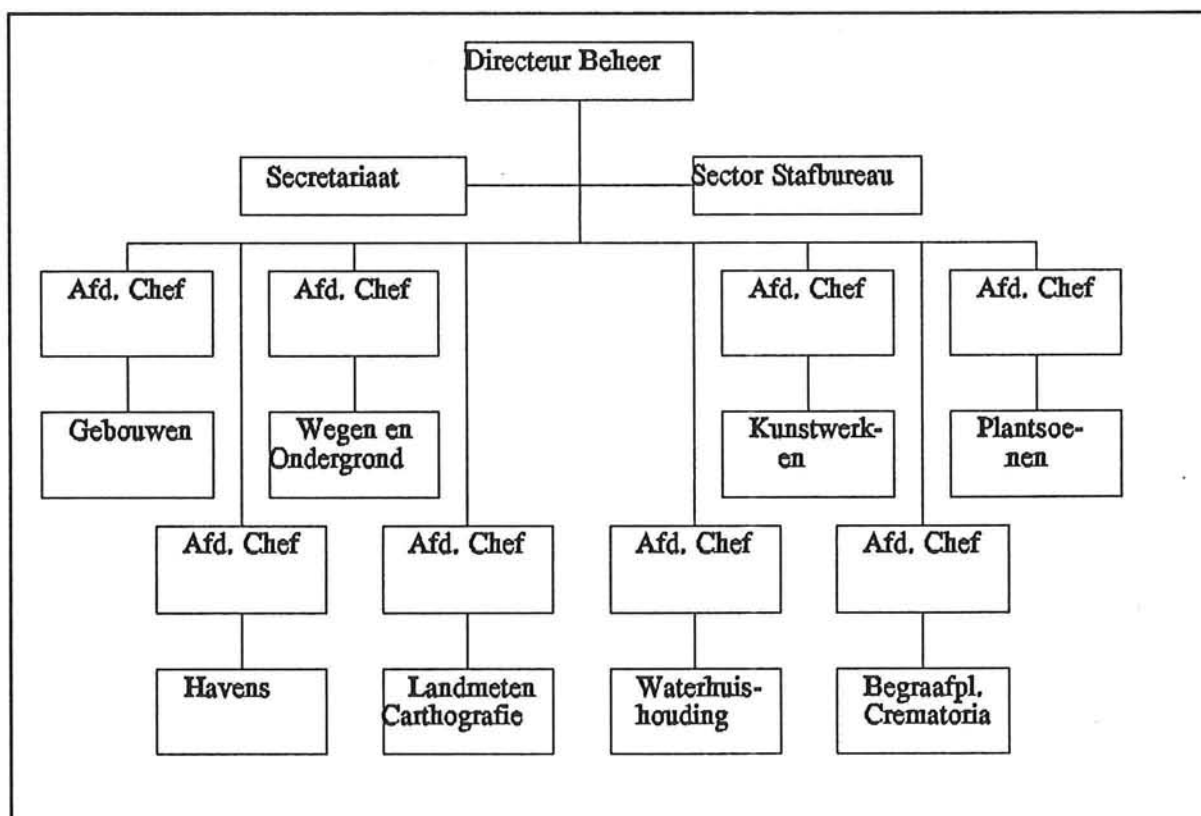 Directeur Beheer
Secretariaat
Sector Stafbureau
Afd. Chef
Afd. Chef
Afd. Chef
Afd. Chef
Gebouwen
Wegen en
Ondergrond
Kunstwerk-
en
Plantsoe-
nen
Afd. Chef
Afd. Chef
Afd. Chef
Afd. Chef
Havens
Landmeten
Carthografie
Waterhuis-
houding
Begraafpl.
Crematoria